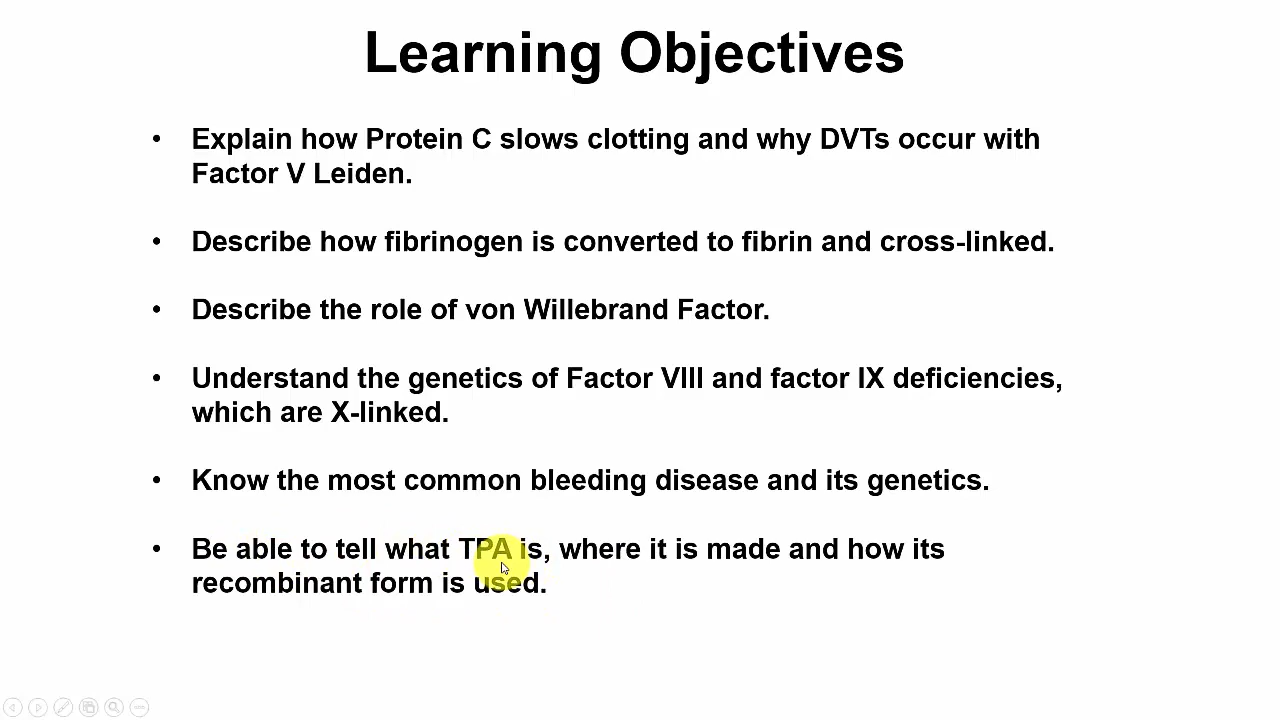 Learning Objectives
• Explain how Protein C slows clotting and why DVTs occur with
Factor V Leiden.
• Describe how fibrinogen is converted to fibrin and cross-linked.
• Describe the role of von Willebrand Factor.
• Understand the genetics of Factor VIII and factor IX deficiencies,
which are X-linked.
• Know the most common bleeding disease and its genetics.
• Be able to tell what TPA is, where it is made and how its
recombinant form is used.